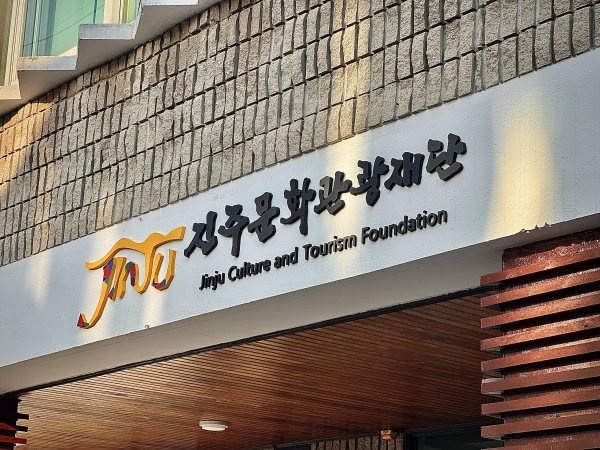 JINJU
진주문화관광재단
Jinju Culture and Tourism Foundation